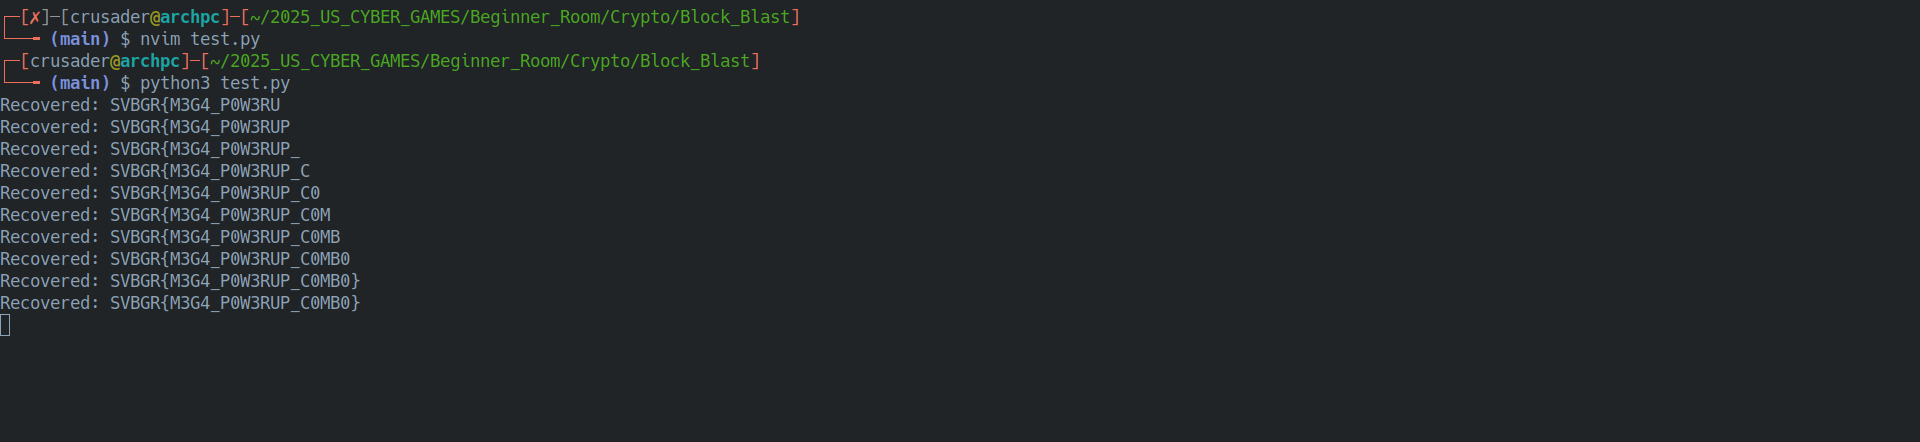 ┌─[✗]─[crusader@archpc]─[~/2025_US_CYBER_GAMES/Beginner_Room/Crypto/Block_Blast]
└──╼ (main) $ nvim test.py
┌─[crusader@archpc]─[~/2025_US_CYBER_GAMES/Beginner_Room/Crypto/Block_Blast]
└──╼ (main) $ python3 test.py
Recovered: SVBGR{M3G4_P0W3RU
Recovered: SVBGR{M3G4_P0W3RUP
Recovered: SVBGR{M3G4_P0W3RUP_
Recovered: SVBGR{M3G4_P0W3RUP_C
Recovered: SVBGR{M3G4_P0W3RUP_C0
Recovered: SVBGR{M3G4_P0W3RUP_C0M
Recovered: SVBGR{M3G4_P0W3RUP_C0MB
Recovered: SVBGR{M3G4_P0W3RUP_C0MB0
Recovered: SVBGR{M3G4_P0W3RUP_C0MB0}
Recovered: SVBGR{M3G4_P0W3RUP_C0MB0}